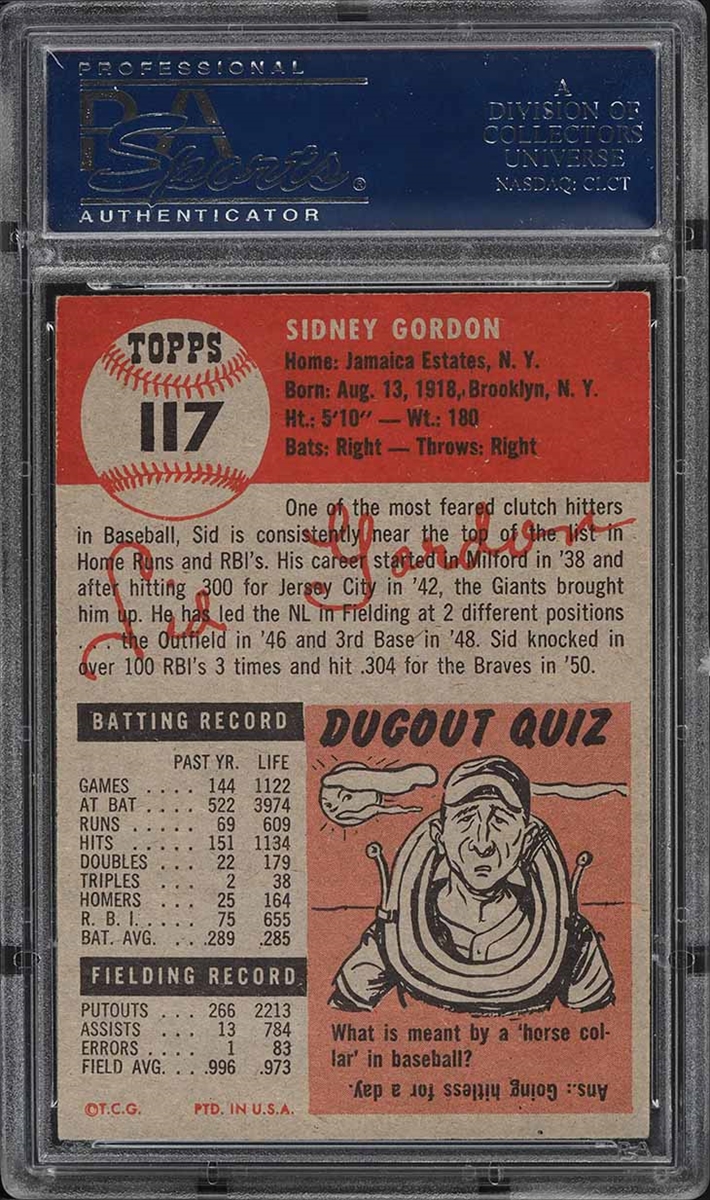 PROFESSIONAL
PSA
Sports®
AUTHENTICATOR
A
DIVISION OF
COLLECTORS
UNIVERSE
NASDAQ: CLCT
TOPPS
117
SIDNEY GORDON
Home: Jamaica Estates, N. Y.
Born: Aug. 13, 1918, Brooklyn, N. Y.
Ht.: 5'10" — Wt.: 180
Bats: Right — Throws: Right
One of the most feared clutch hitters
in Baseball, Sid is consistently near the top of the list in
Home Runs and RBI's. His career started in Milford in '38 and
after hitting .300 for Jersey City in '42, the Giants brought
him up. He has led the NL in Fielding at 2 different positions
. . . the Outfield in '46 and 3rd Base in '48. Sid knocked in
over 100 RBI's 3 times and hit .304 for the Braves in '50.
Sid Gordon
BATTING RECORD
PAST YR. LIFE
GAMES . . . . 144 1122
AT BAT . . . . 522 3974
RUNS . . . . . 69 609
HITS . . . . . 151 1134
DOUBLES . . . 22 179
TRIPLES . . . 2 38
HOMERS . . . 25 164
R. B. I. . . . . 75 655
BAT. AVG. . . .289 .285
FIELDING RECORD
PUTOUTS . . . 266 2213
ASSISTS . . . 13 784
ERRORS . . . . 1 83
FIELD AVG. . . .996 .973
©T.C.G. PTD. IN U.S.A.
DUGOUT QUIZ
What is meant by a 'horse col-
lar' in baseball?
Ans.: Going hitless for a day.